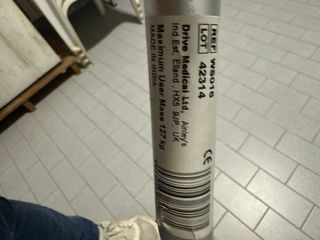 REF WS016
LOT 42314
Drive Medical Ltd, Ainley's
Ind Est, Elland, HX5 9JP, UK
Maximum User Mass 127 kg
MADE IN INDIA
CE